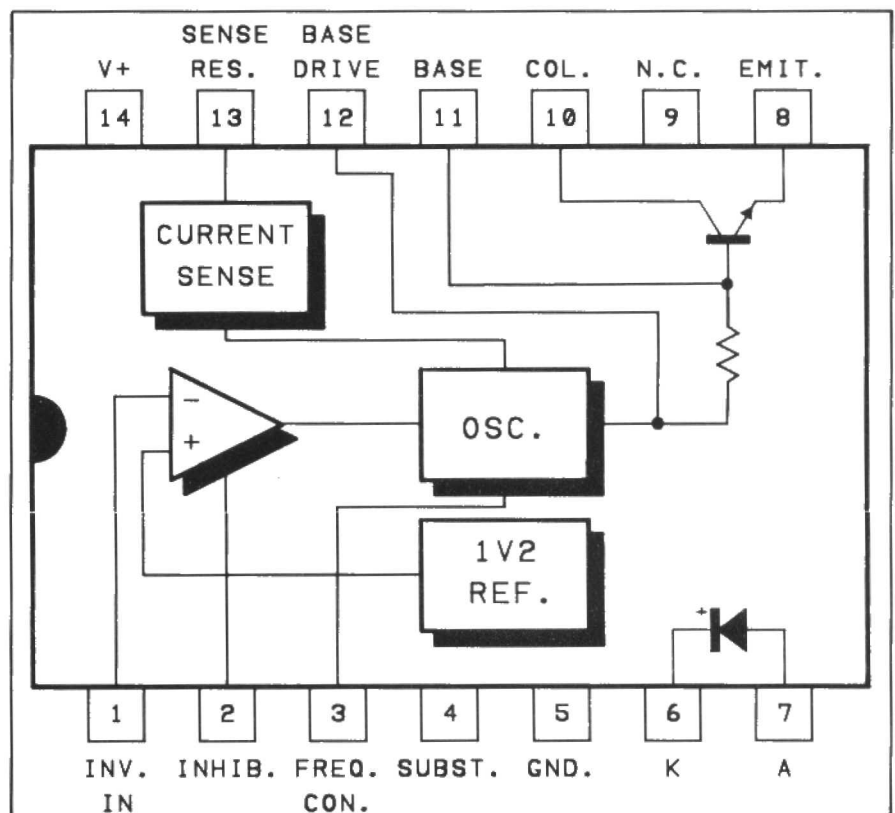 SENSE BASE
V+ RES. DRIVE BASE COL. N.C. EMIT.
14 13 12 11 10 9 8
CURRENT
SENSE
-
+
OSC.
1V2
REF.
+
1 2 3 4 5 6 7
INV. INHIB. FREQ. SUBST. GND. K A
IN CON.